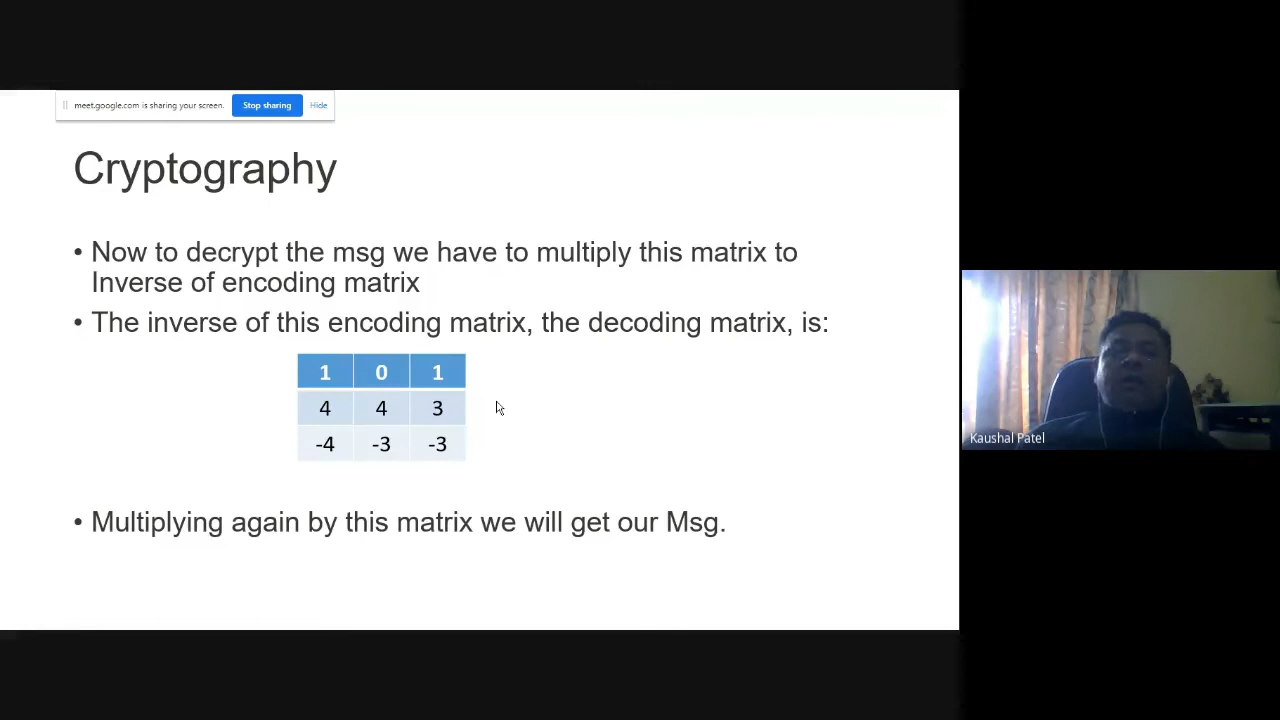 meet.google.com is sharing your screen. Stop sharing Hide
Cryptography
• Now to decrypt the msg we have to multiply this matrix to
Inverse of encoding matrix
• The inverse of this encoding matrix, the decoding matrix, is:
1 0 1
4 4 3
-4 -3 -3
• Multiplying again by this matrix we will get our Msg.
Kaushal Patel